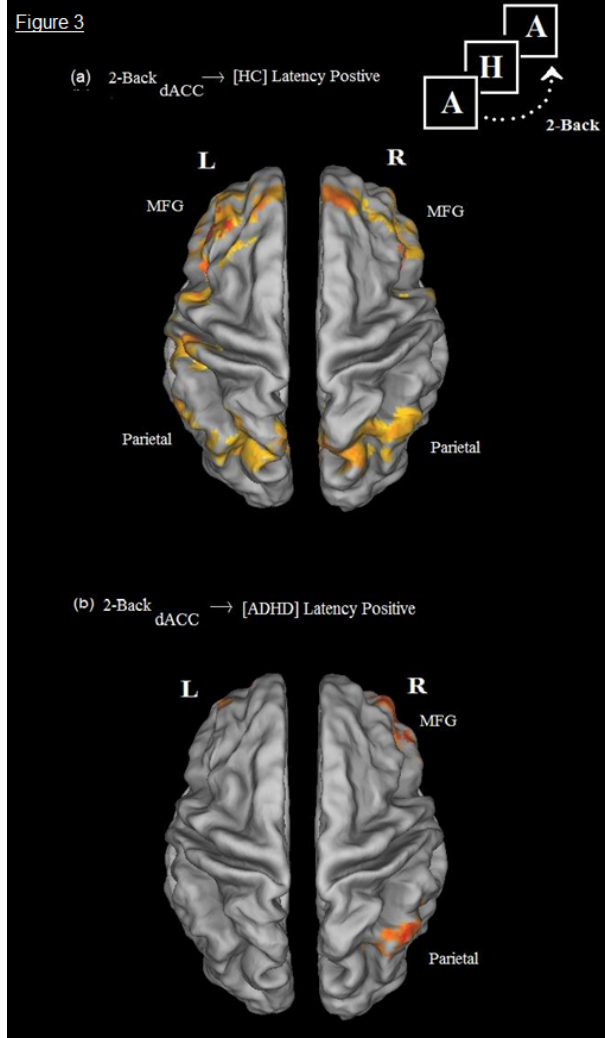 Figure 3
A
H
A
2-Back
(a) 2-Back dACC → [HC] Latency Postive
L R
MFG MFG
Parietal Parietal
(b) 2-Back dACC → [ADHD] Latency Positive
L R
MFG
Parietal